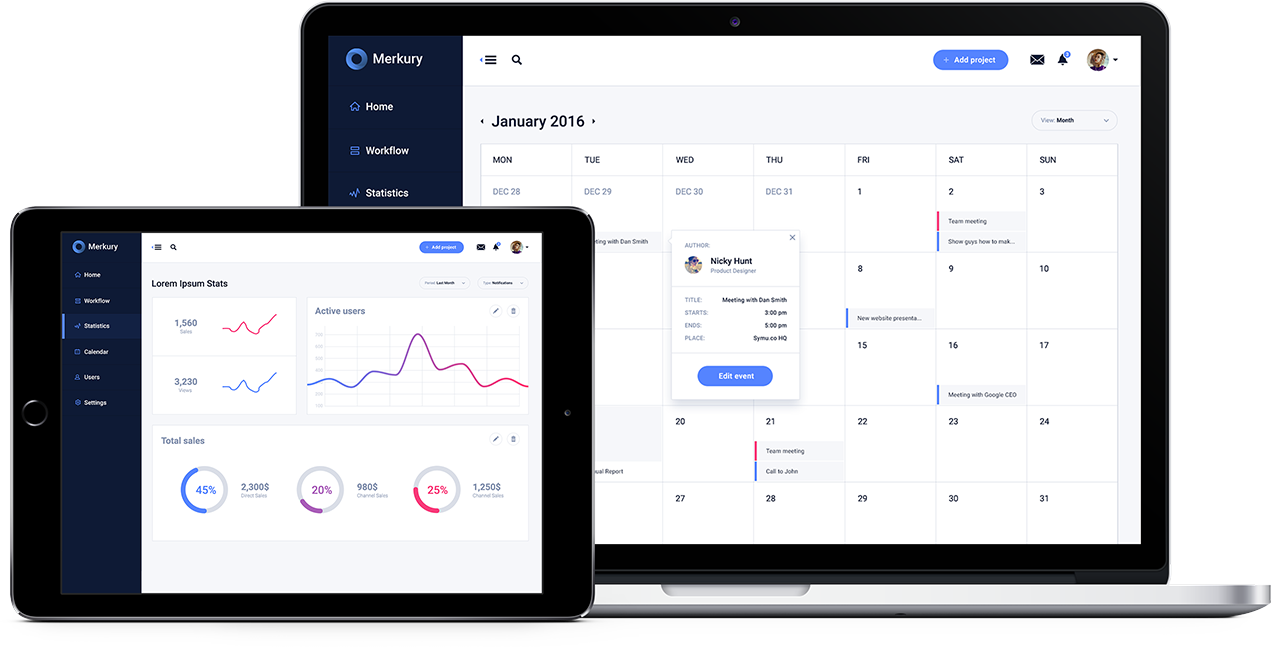 Merkury
Home
Workflow
Statistics
+ Add project
3
January 2016
View: Month
MON TUE WED THU FRI SAT SUN
DEC 28 DEC 29 DEC 30 DEC 31 1 2 3
Team meeting
Show guys how to mak...
ting with Dan Smith
AUTHOR:
Nicky Hunt
Product Designer
TITLE: Meeting with Dan Smith
STARTS: 3:00 pm
ENDS: 5:00 pm
PLACE: Symu.co HQ
Edit event
8 9 10
New website presenta...
15 16 17
Meeting with Google CEO
20 21 22 23 24
Team meeting
Call to John
ual Report
27 28 29 30 31
Merkury
Home
Workflow
Statistics
Calendar
Users
Settings
+ Add project
Lorem Ipsum Stats
Period: Last Month
Type: Notifications
1,560
Sales
3,230
Views
Active users
Total sales
45%
2,300$
Direct Sales
20%
980$
Channel Sales
25%
1,250$
Channel Sales